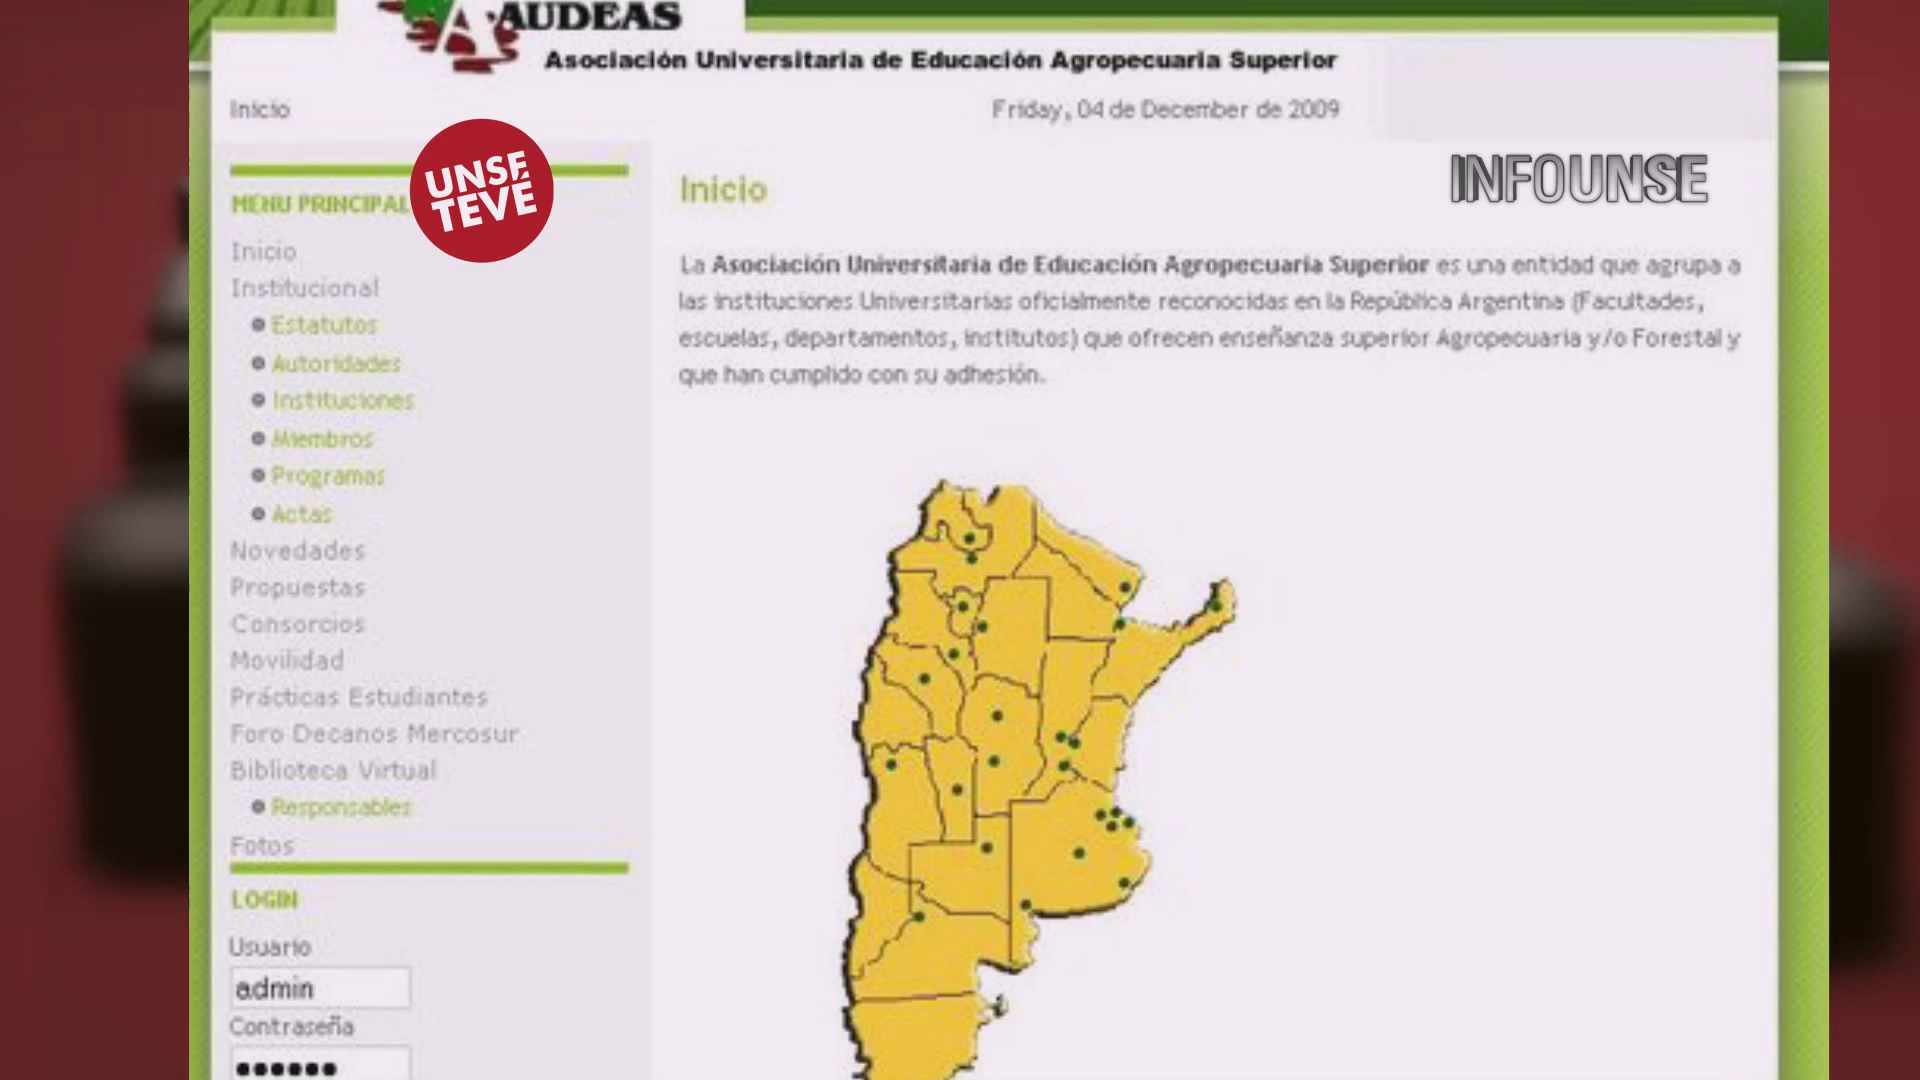 AUDEAS
Asociación Universitaria de Educación Agropecuaria Superior
Inicio
Friday, 04 de December de 2009
UNSE
TEVÉ
INFOUNSE
MENU PRINCIPAL
Inicio
Institucional
Estatutos
Autoridades
Instituciones
Miembros
Programas
Actas
Novedades
Propuestas
Consorcios
Movilidad
Prácticas Estudiantes
Foro Decanos Mercosur
Biblioteca Virtual
Responsables
Fotos
LOGIN
Usuario
admin
Contraseña
••••••
Inicio
La Asociación Universitaria de Educación Agropecuaria Superior es una entidad que agrupa a
las instituciones Universitarias oficialmente reconocidas en la República Argentina (Facultades,
escuelas, departamentos, institutos) que ofrecen enseñanza superior Agropecuaria y/o Forestal y
que han cumplido con su adhesión.